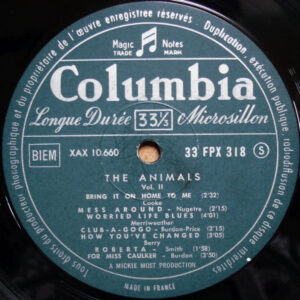 phonographique et du propriétaire de l'œuvre enregistrée réservés - Duplication, exécution publique,
Magic Notes
TRADE MARK
Columbia
Longue Durée 33⅓ Microsillon
BIEM XAX 10.660 33 FPX 318 S
THE ANIMALS
Vol. II
BRING IT ON HOME TO ME (2'32)
Cooke
MESS AROUND - Nugetre (2'15)
WORRIED LIFE BLUES (4'01)
Merriweather
CLUB-A-GOGO - Burdon-Price (2'15)
HOW YOU'VE CHANGED (3'05)
Berry
ROBERTA - Smith (1'50)
FOR MISS CAULKER - Burdon (3'50)
A MICKIE MOST PRODUCTION
Tous droits du producteur
de ce disque interdites
MADE IN FRANCE